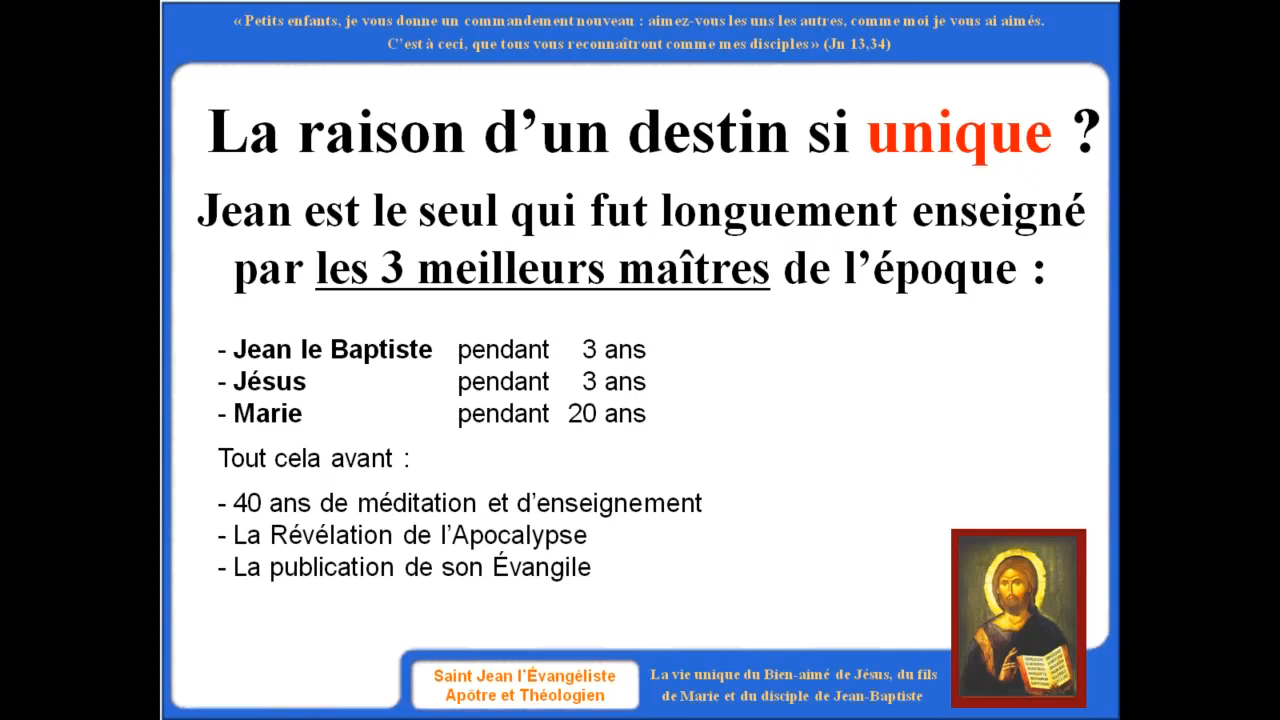 « Petits enfants, je vous donne un commandement nouveau : aimez-vous les uns les autres, comme moi je vous ai aimés.
C’est à ceci, que tous vous reconnaîtront comme mes disciples » (Jn 13,34)
La raison d’un destin si unique ?
Jean est le seul qui fut longuement enseigné
par les 3 meilleurs maîtres de l’époque :
- Jean le Baptiste pendant 3 ans
- Jésus pendant 3 ans
- Marie pendant 20 ans
Tout cela avant :
- 40 ans de méditation et d’enseignement
- La Révélation de l’Apocalypse
- La publication de son Évangile
Saint Jean l’Évangéliste
Apôtre et Théologien
La vie unique du Bien-aimé de Jésus, du fils
de Marie et du disciple de Jean-Baptiste